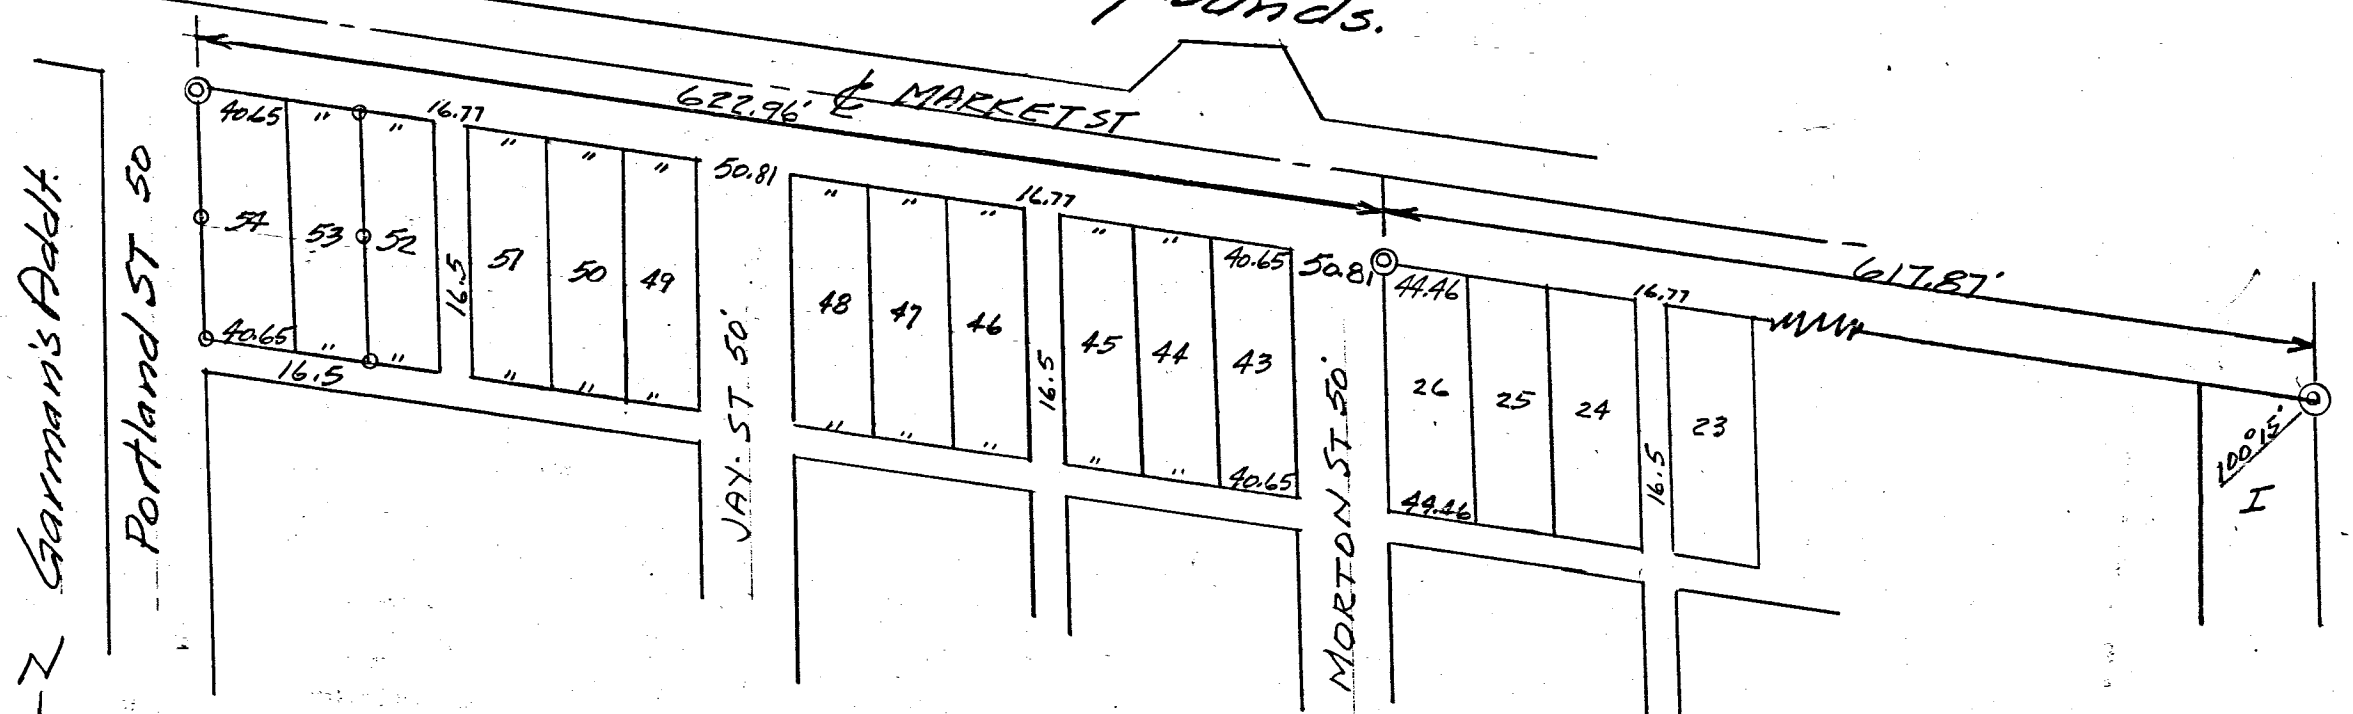 ounds.
622.96' ₵ MARKET ST
40.65 " " 16.77 " " " 50.81 " " " 16.77 " " 40.65 50.81 44.46 16.77
617.87'
54 53 52 16.5 51 50 49 48 47 46 16.5 45 44 43 26 25 24 16.5 23
40.65 " " " " " " " " " " 40.65 44.46
16.5
Garman's Addt.
Portland ST 50
JAY. ST 50'
MORTON ST 50'
100°15'
I